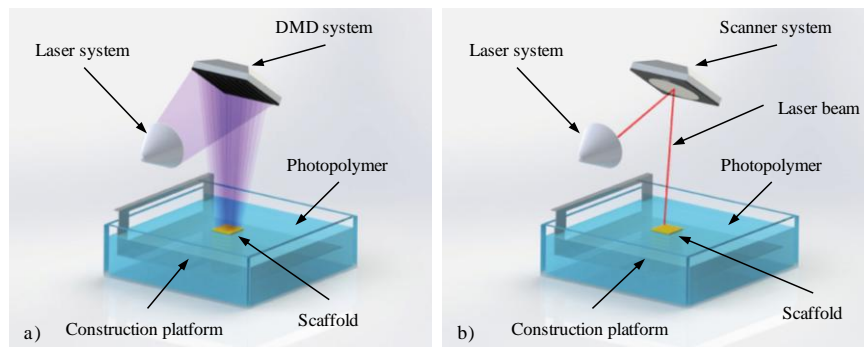 DMD system
Laser system
Photopolymer
Scaffold
Construction platform
a)
Scanner system
Laser system
Laser beam
Photopolymer
Scaffold
Construction platform
b)